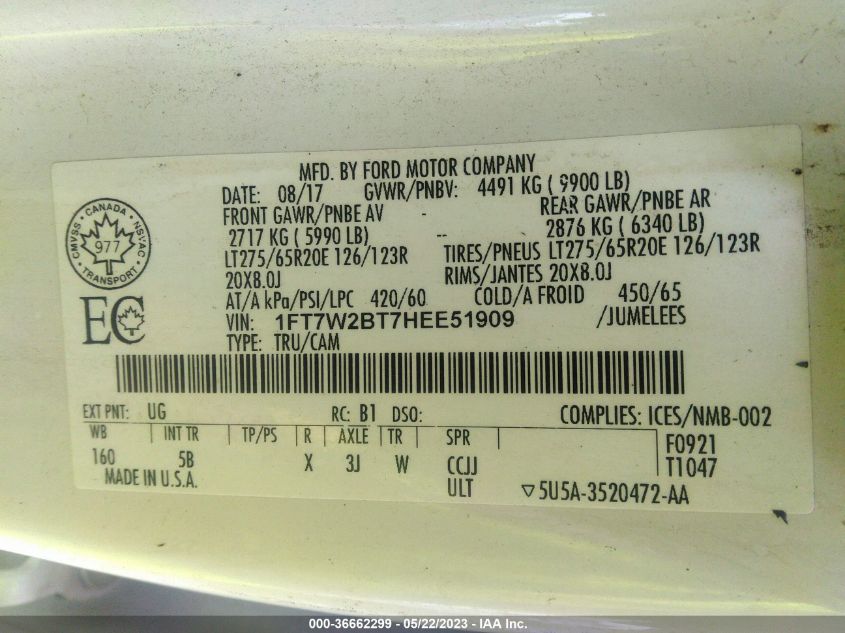 MFD. BY FORD MOTOR COMPANY
DATE: 08/17 GVWR/PNBV: 4491 KG ( 9900 LB)
FRONT GAWR/PNBE AV - REAR GAWR/PNBE AR
2717 KG ( 5990 LB) -- 2876 KG ( 6340 LB)
LT275/65R20E 126/123R TIRES/PNEUS LT275/65R20E 126/123R
20X8.0J RIMS/JANTES 20X8.0J
AT/A kPa/PSI/LPC 420/60 COLD/A FROID 450/65
VIN: 1FT7W2BT7HEE51909 /JUMELEES
TYPE: TRU/CAM
CANADA
CMVSS NSVAC
977
TRANSPORT
EC
EXT PNT: UG RC: B1 DSO: COMPLIES: ICES/NMB-002
WB INT TR TP/PS R AXLE TR SPR F0921
160 5B X 3J W CCJJ T1047
MADE IN U.S.A. ULT ▽5U5A-3520472-AA
000-36662299 - 05/22/2023 - IAA Inc.